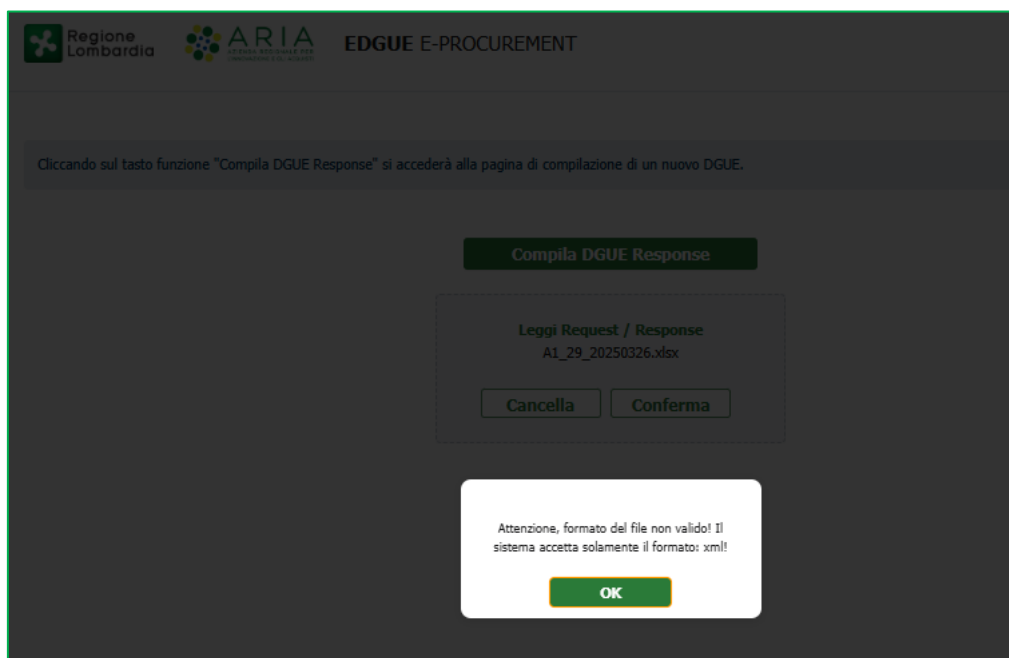 Regione
Lombardia
ARIA
EDGUE E-PROCUREMENT
Cliccando sul tasto funzione "Compila DGUE Response" si accederà alla pagina di compilazione di un nuovo DGUE.
Compila DGUE Response
Leggi Request / Response
A1_29_20250326.xlsx
Cancella Conferma
Attenzione, formato del file non valido! Il
sistema accetta solamente il formato: xml!
OK